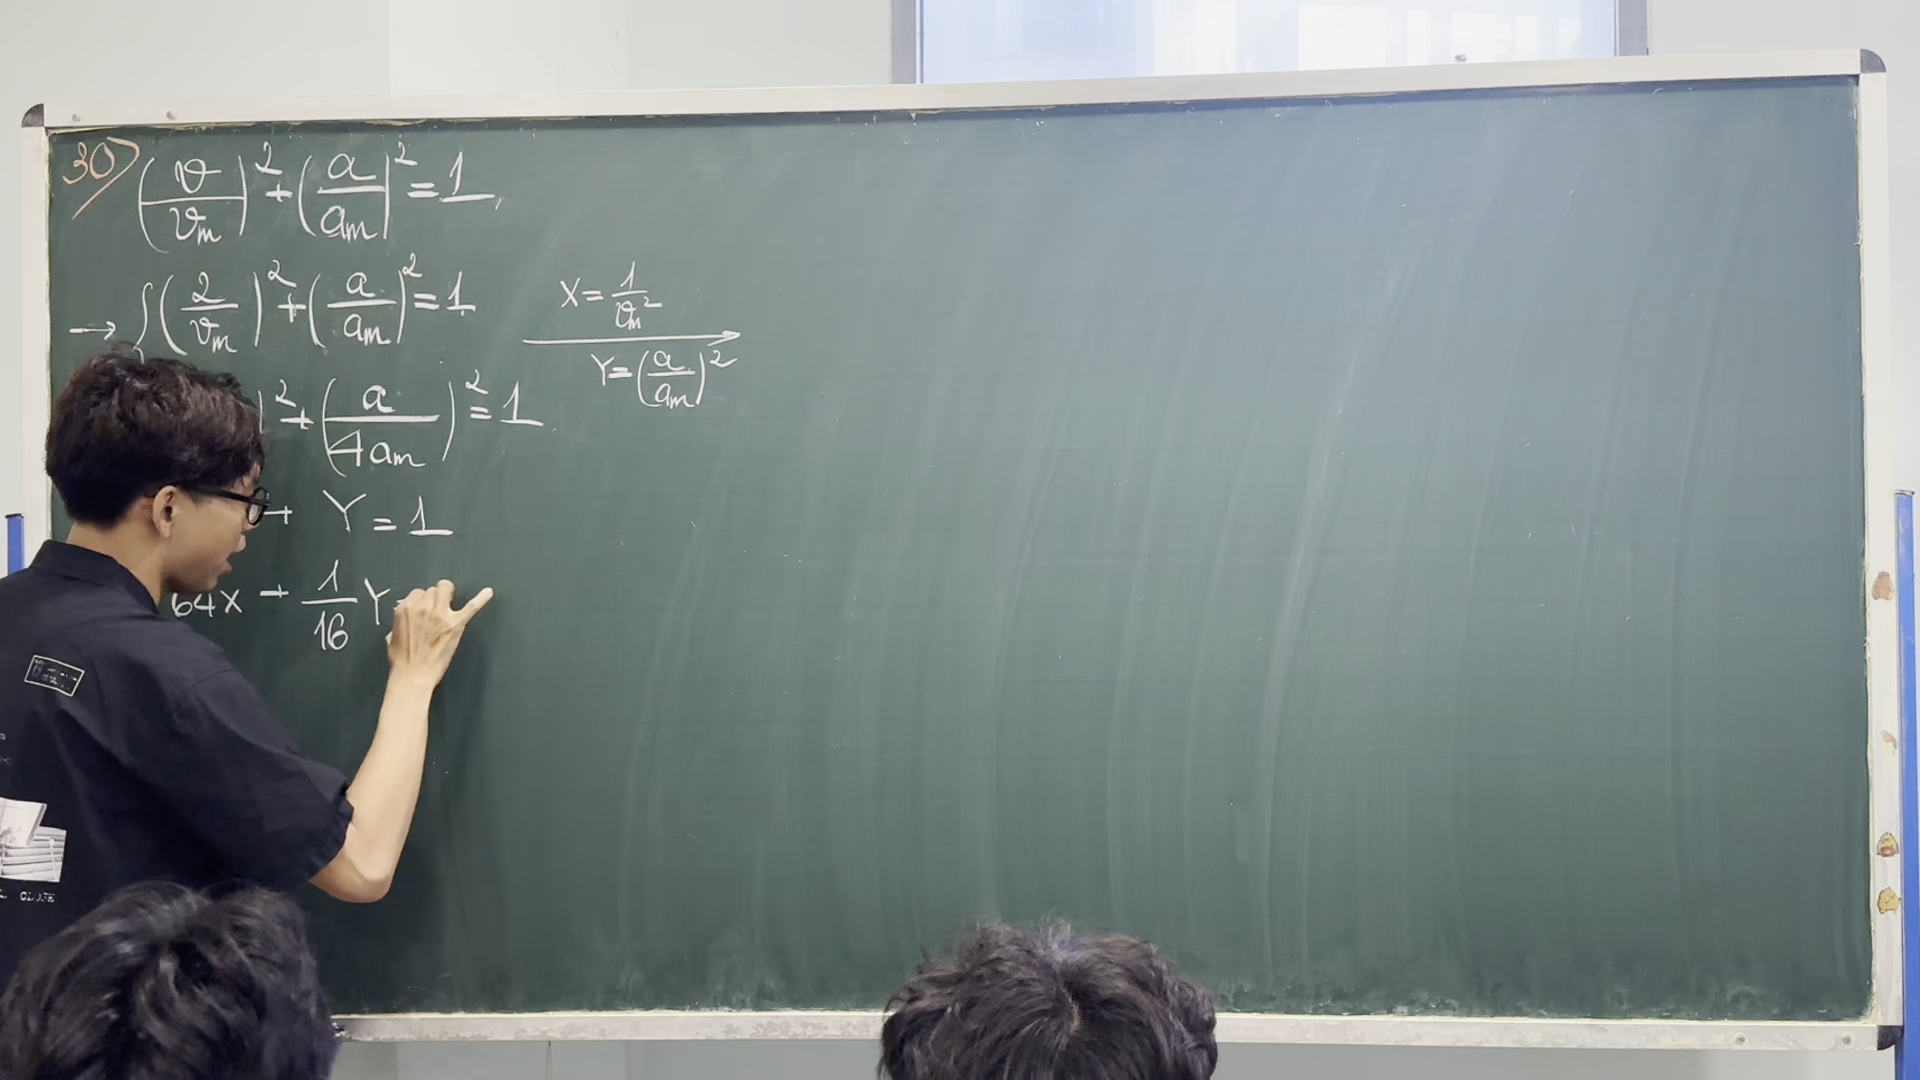 30) (v/v_m)² + (a/a_m)² = 1
→ { (2/v_m)² + (a/a_m)² = 1
)² + (a/4a_m)² = 1
X = 1/v_m²
Y = (a/a_m)²
+ Y = 1
64X + 1/16 Y